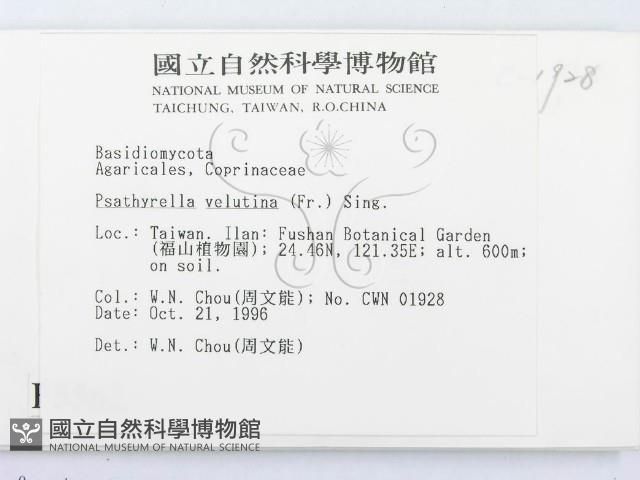 國立自然科學博物館
NATIONAL MUSEUM OF NATURAL SCIENCE
TAICHUNG, TAIWAN, R.O.CHINA
1928
Basidiomycota
Agaricales, Coprinaceae
Psathyrella velutina (Fr.) Sing.
Loc.: Taiwan. Ilan: Fushan Botanical Garden
(福山植物園); 24.46N, 121.35E; alt. 600m;
on soil.
Col.: W.N. Chou(周文能); No. CWN 01928
Date: Oct. 21, 1996
Det.: W.N. Chou(周文能)
國立自然科學博物館
NATIONAL MUSEUM OF NATURAL SCIENCE